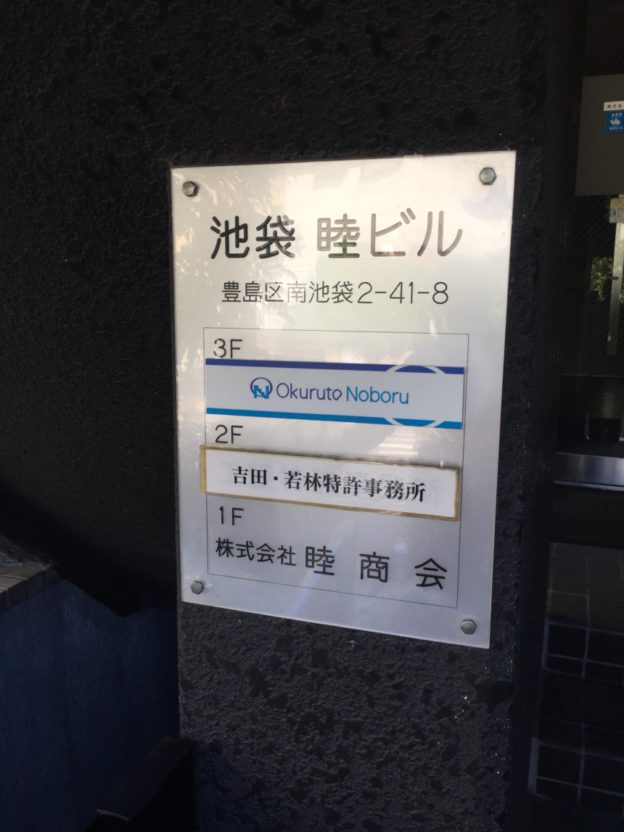 池袋 睦ビル
豊島区南池袋2-41-8
3F
Okuruto Noboru
2F
吉田・若林特許事務所
1F
株式会社 睦 商 会